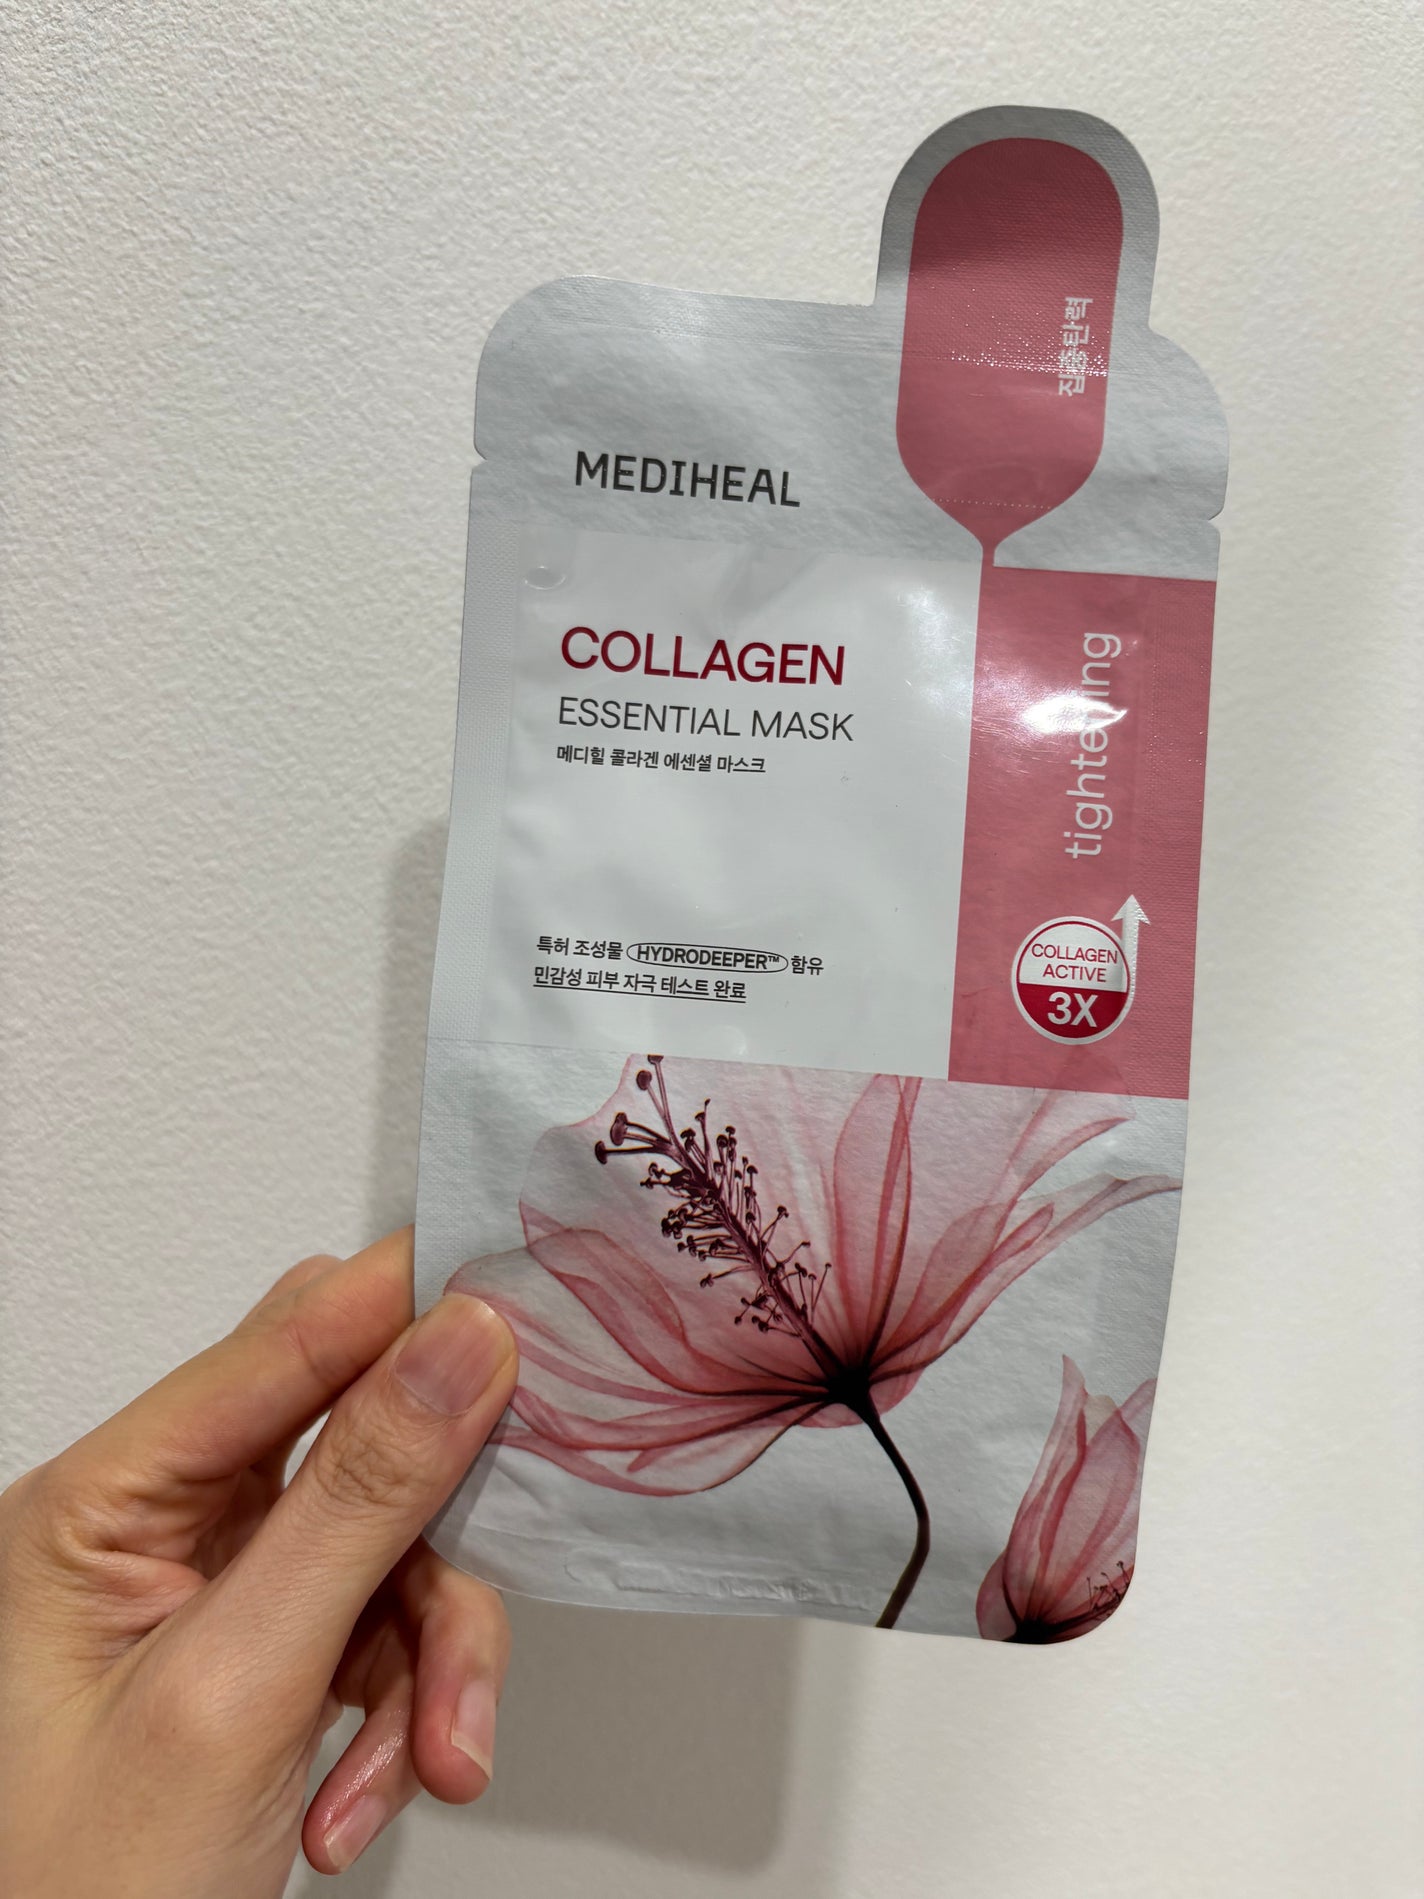 집중탄력
MEDIHEAL
COLLAGEN
ESSENTIAL MASK
메디힐 콜라겐 에센셜 마스크
tightening
COLLAGEN
ACTIVE
3X
특허 조성물 HYDRODEEPER™ 함유
민감성 피부 자극 테스트 완료